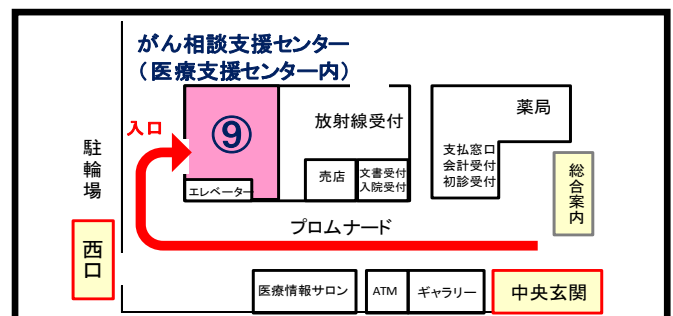 がん相談支援センター
（医療支援センター内）
入口
⑨
放射線受付
薬局
駐輪場
エレベーター
売店
文書受付
入院受付
支払窓口
会計受付
初診受付
総合案内
プロムナード
西口
医療情報サロン
ATM
ギャラリー
中央玄関